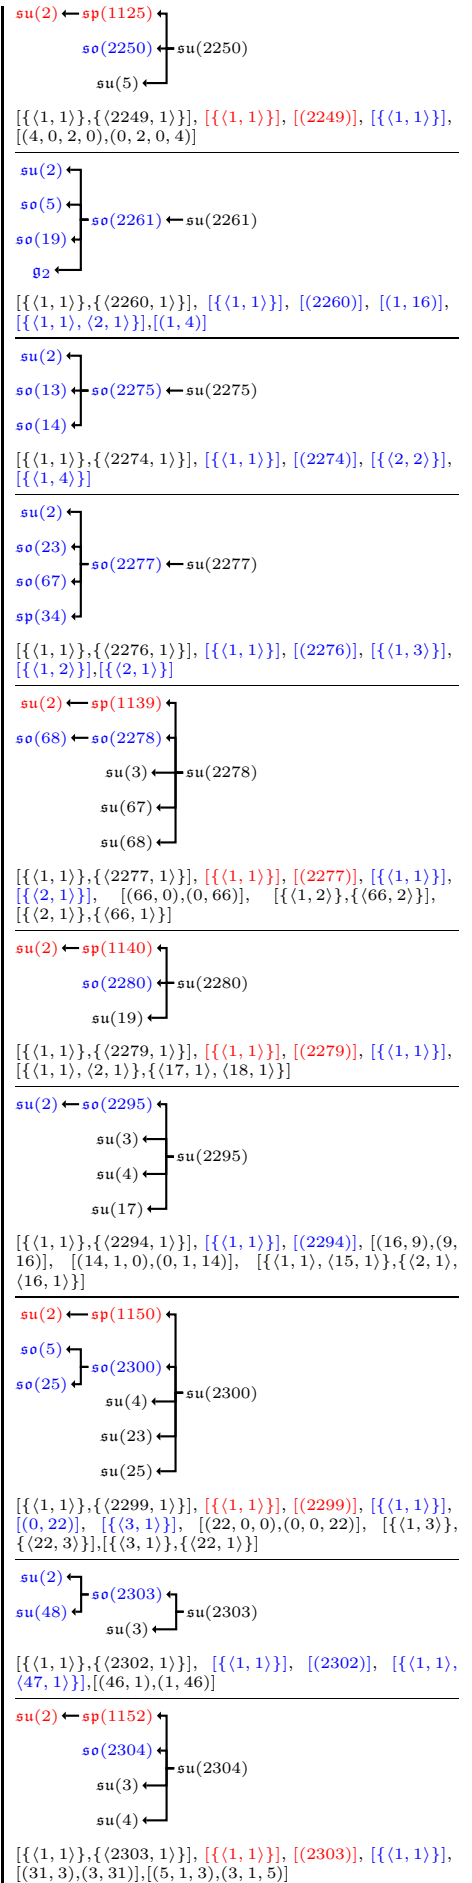 𝔰𝔲(2) 𝔰𝔭(1125)
𝔰𝔬(2250) 𝔰𝔲(2250)
𝔰𝔲(5)
[{⟨1, 1⟩},{⟨2249, 1⟩}], [{⟨1, 1⟩}], [(2249)], [{⟨1, 1⟩}],
[(4, 0, 2, 0),(0, 2, 0, 4)]
𝔰𝔲(2)
𝔰𝔬(5)
𝔰𝔬(2261) 𝔰𝔲(2261)
𝔰𝔬(19)
𝔤₂
[{⟨1, 1⟩},{⟨2260, 1⟩}], [{⟨1, 1⟩}], [(2260)], [(1, 16)],
[{⟨1, 1⟩, ⟨2, 1⟩}],[(1, 4)]
𝔰𝔲(2)
𝔰𝔬(13) 𝔰𝔬(2275) 𝔰𝔲(2275)
𝔰𝔬(14)
[{⟨1, 1⟩},{⟨2274, 1⟩}], [{⟨1, 1⟩}], [(2274)], [{⟨2, 2⟩}],
[{⟨1, 4⟩}]
𝔰𝔲(2)
𝔰𝔬(23)
𝔰𝔬(2277) 𝔰𝔲(2277)
𝔰𝔬(67)
𝔰𝔭(34)
[{⟨1, 1⟩},{⟨2276, 1⟩}], [{⟨1, 1⟩}], [(2276)], [{⟨1, 3⟩}],
[{⟨1, 2⟩}],[{⟨2, 1⟩}]
𝔰𝔲(2) 𝔰𝔭(1139)
𝔰𝔬(68) 𝔰𝔬(2278)
𝔰𝔲(3) 𝔰𝔲(2278)
𝔰𝔲(67)
𝔰𝔲(68)
[{⟨1, 1⟩},{⟨2277, 1⟩}], [{⟨1, 1⟩}], [(2277)], [{⟨1, 1⟩}],
[{⟨2, 1⟩}], [(66, 0),(0, 66)], [{⟨1, 2⟩},{⟨66, 2⟩}],
[{⟨2, 1⟩},{⟨66, 1⟩}]
𝔰𝔲(2) 𝔰𝔭(1140)
𝔰𝔬(2280) 𝔰𝔲(2280)
𝔰𝔲(19)
[{⟨1, 1⟩},{⟨2279, 1⟩}], [{⟨1, 1⟩}], [(2279)], [{⟨1, 1⟩}],
[{⟨1, 1⟩, ⟨2, 1⟩},{⟨17, 1⟩, ⟨18, 1⟩}]
𝔰𝔲(2) 𝔰𝔬(2295)
𝔰𝔲(3)
𝔰𝔲(2295)
𝔰𝔲(4)
𝔰𝔲(17)
[{⟨1, 1⟩},{⟨2294, 1⟩}], [{⟨1, 1⟩}], [(2294)], [(16, 9),(9,
16)], [(14, 1, 0),(0, 1, 14)], [{⟨1, 1⟩, ⟨15, 1⟩},{⟨2, 1⟩,
⟨16, 1⟩}]
𝔰𝔲(2) 𝔰𝔭(1150)
𝔰𝔬(5)
𝔰𝔬(2300)
𝔰𝔬(25)
𝔰𝔲(2300)
𝔰𝔲(4)
𝔰𝔲(23)
𝔰𝔲(25)
[{⟨1, 1⟩},{⟨2299, 1⟩}], [{⟨1, 1⟩}], [(2299)], [{⟨1, 1⟩}],
[(0, 22)], [{⟨3, 1⟩}], [(22, 0, 0),(0, 0, 22)], [{⟨1, 3⟩},
{⟨22, 3⟩}],[{⟨3, 1⟩},{⟨22, 1⟩}]
𝔰𝔲(2)
𝔰𝔬(2303)
𝔰𝔲(48) 𝔰𝔲(2303)
𝔰𝔲(3)
[{⟨1, 1⟩},{⟨2302, 1⟩}], [{⟨1, 1⟩}], [(2302)], [{⟨1, 1⟩,
⟨47, 1⟩}],[(46, 1),(1, 46)]
𝔰𝔲(2) 𝔰𝔭(1152)
𝔰𝔬(2304)
𝔰𝔲(2304)
𝔰𝔲(3)
𝔰𝔲(4)
[{⟨1, 1⟩},{⟨2303, 1⟩}], [{⟨1, 1⟩}], [(2303)], [{⟨1, 1⟩}],
[(31, 3),(3, 31)],[(5, 1, 3),(3, 1, 5)]